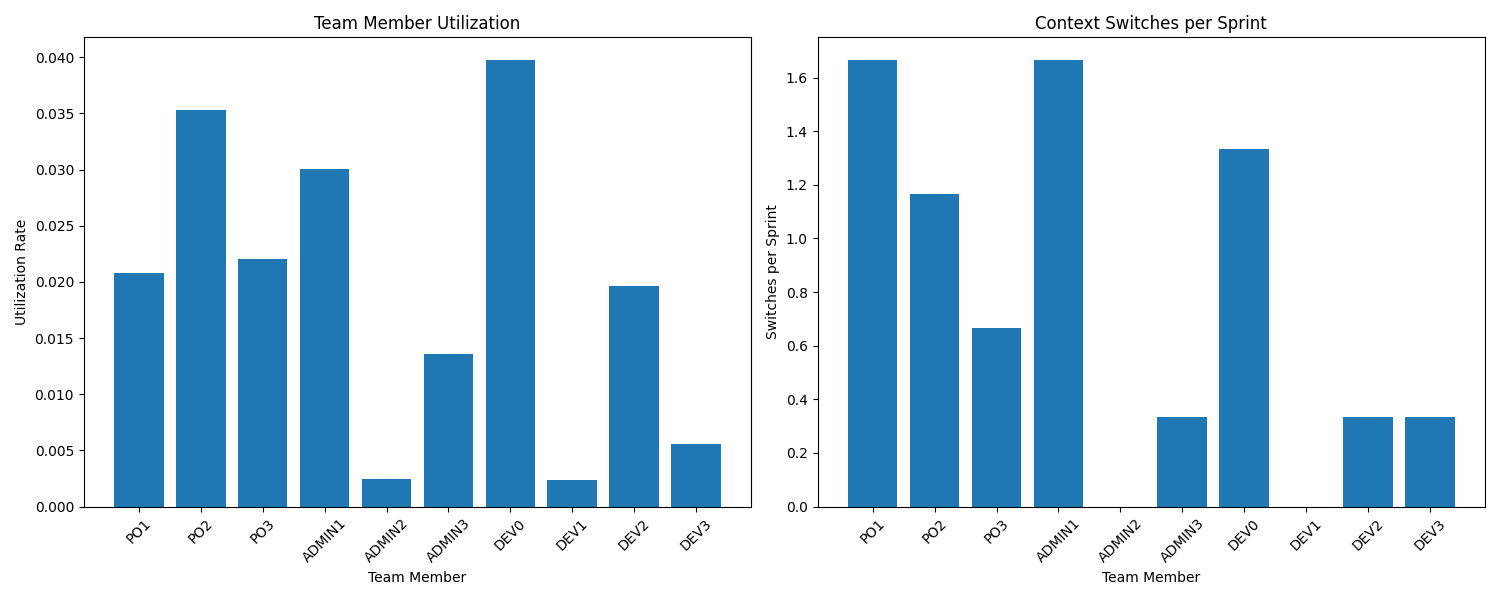 Team Member Utilization
Utilization Rate
0.040
0.035
0.030
0.025
0.020
0.015
0.010
0.005
0.000
PO1 PO2 PO3 ADMIN1 ADMIN2 ADMIN3 DEV0 DEV1 DEV2 DEV3
Team Member
Context Switches per Sprint
Switches per Sprint
1.6
1.4
1.2
1.0
0.8
0.6
0.4
0.2
0.0
PO1 PO2 PO3 ADMIN1 ADMIN2 ADMIN3 DEV0 DEV1 DEV2 DEV3
Team Member